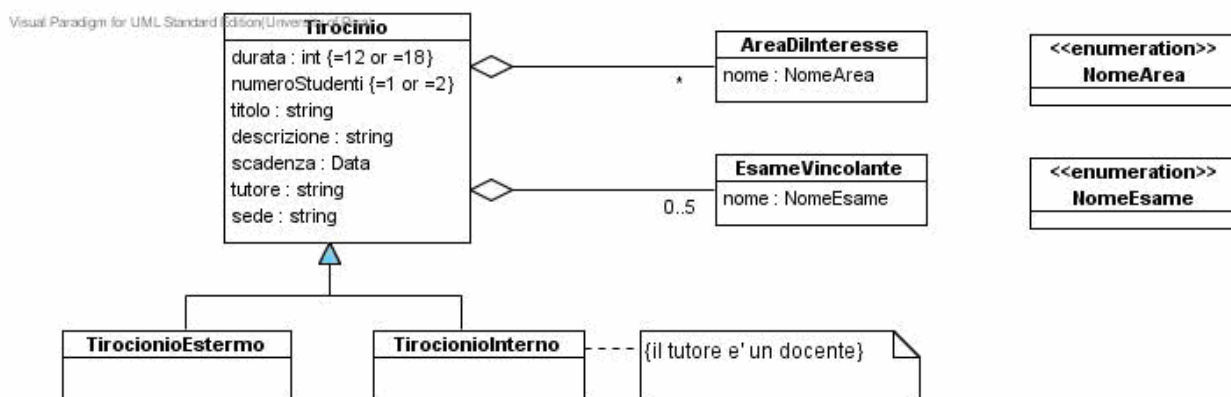 Visual Paradigm for UML Standard Edition(University of
Tirocinio
durata : int {=12 or =18}
numeroStudenti {=1 or =2}
titolo : string
descrizione : string
scadenza : Data
tutore : string
sede : string
*
AreaDiInteresse
nome : NomeArea
<<enumeration>>
NomeArea
0..5
EsameVincolante
nome : NomeEsame
<<enumeration>>
NomeEsame
TirocionioEstermo
TirocionioInterno
{il tutore e' un docente}